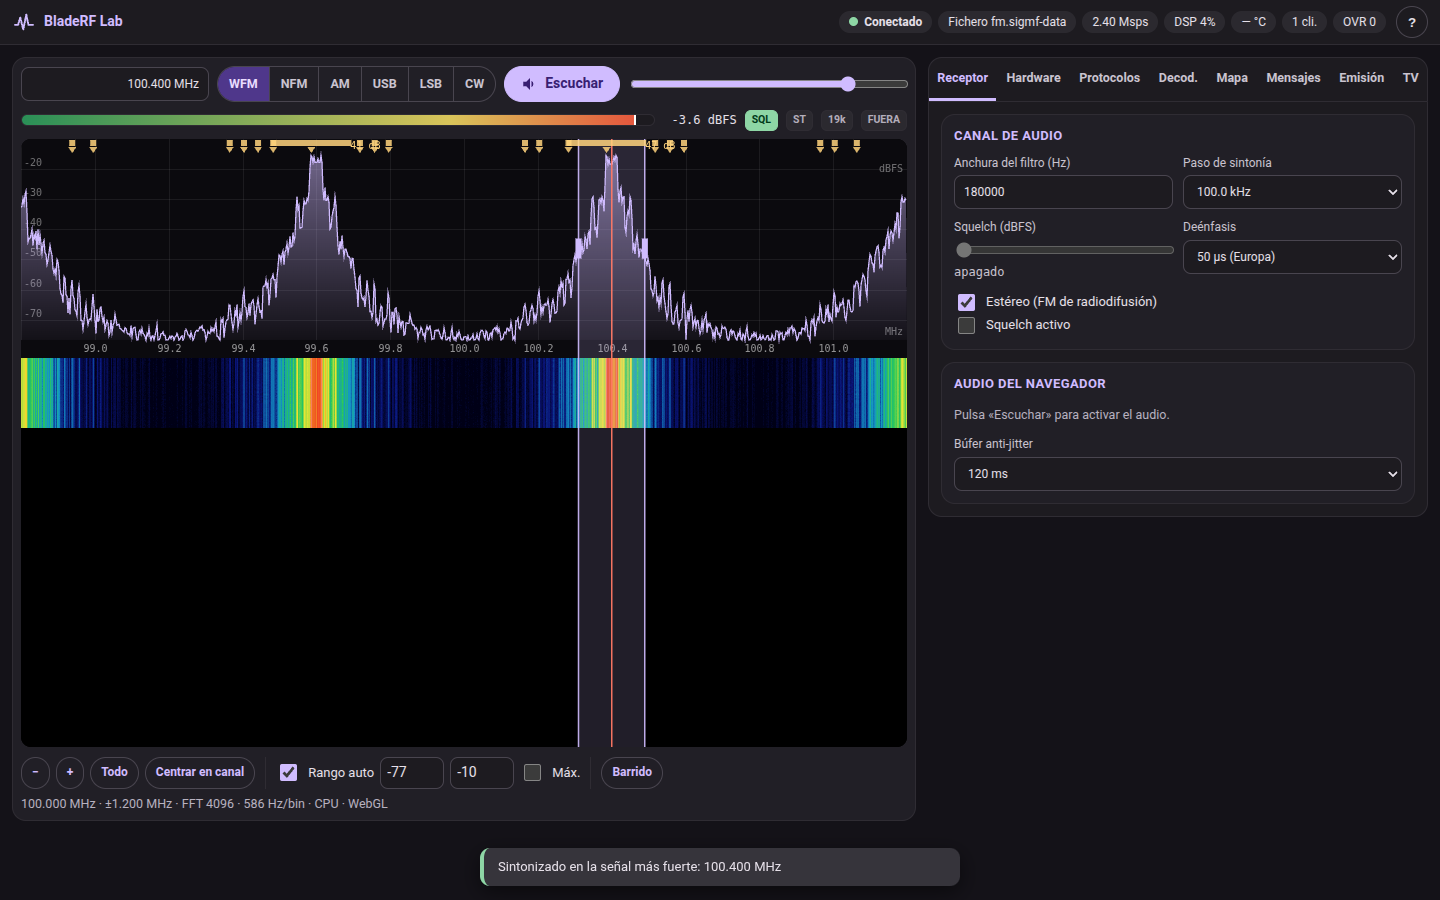 BladeRF Lab
Conectado
Fichero fm.sigmf-data
2.40 Msps
DSP 4%
— °C
1 cli.
OVR 0
?
100.400 MHz
WFM
NFM
AM
USB
LSB
CW
Escuchar
-3.6 dBFS
SQL
ST
19k
FUERA
-20
dBFS
-30
-40
-50
-60
-70
MHz
99.0 99.2 99.4 99.6 99.8 100.0 100.2 100.4 100.6 100.8 101.0
−
+
Todo
Centrar en canal
Rango auto
-77
-10
Máx.
Barrido
100.000 MHz · ±1.200 MHz · FFT 4096 · 586 Hz/bin · CPU · WebGL
Receptor
Hardware
Protocolos
Decod.
Mapa
Mensajes
Emisión
TV
CANAL DE AUDIO
Anchura del filtro (Hz)
Paso de sintonía
180000
100.0 kHz
Squelch (dBFS)
Deénfasis
50 µs (Europa)
apagado
Estéreo (FM de radiodifusión)
Squelch activo
AUDIO DEL NAVEGADOR
Pulsa «Escuchar» para activar el audio.
Búfer anti-jitter
120 ms
Sintonizado en la señal más fuerte: 100.400 MHz